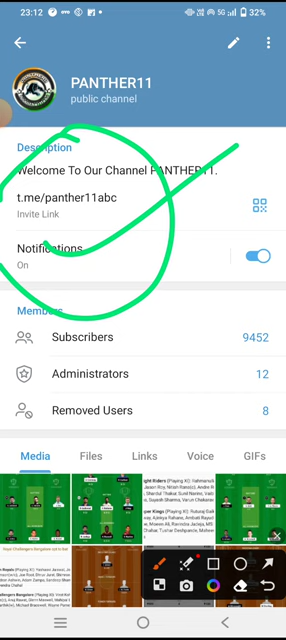 23:12
5G
32%
PANTHER11
public channel
Description
Welcome To Our Channel PANTHER11.
t.me/panther11abc
Invite Link
Notifications
On
Members
Subscribers
9452
Administrators
12
Removed Users
8
Media
Files
Links
Voice
GIFs